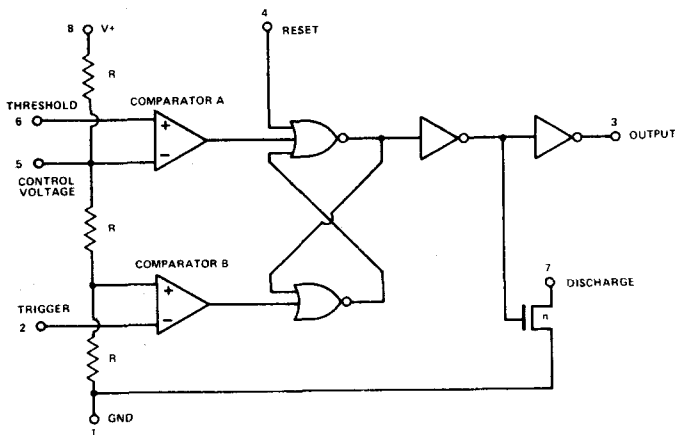 4
RESET
8 V+
R
COMPARATOR A
THRESHOLD
6
+
−
5
CONTROL
VOLTAGE
3
OUTPUT
R
COMPARATOR B
+
−
TRIGGER
2
7
DISCHARGE
n
R
GND
1